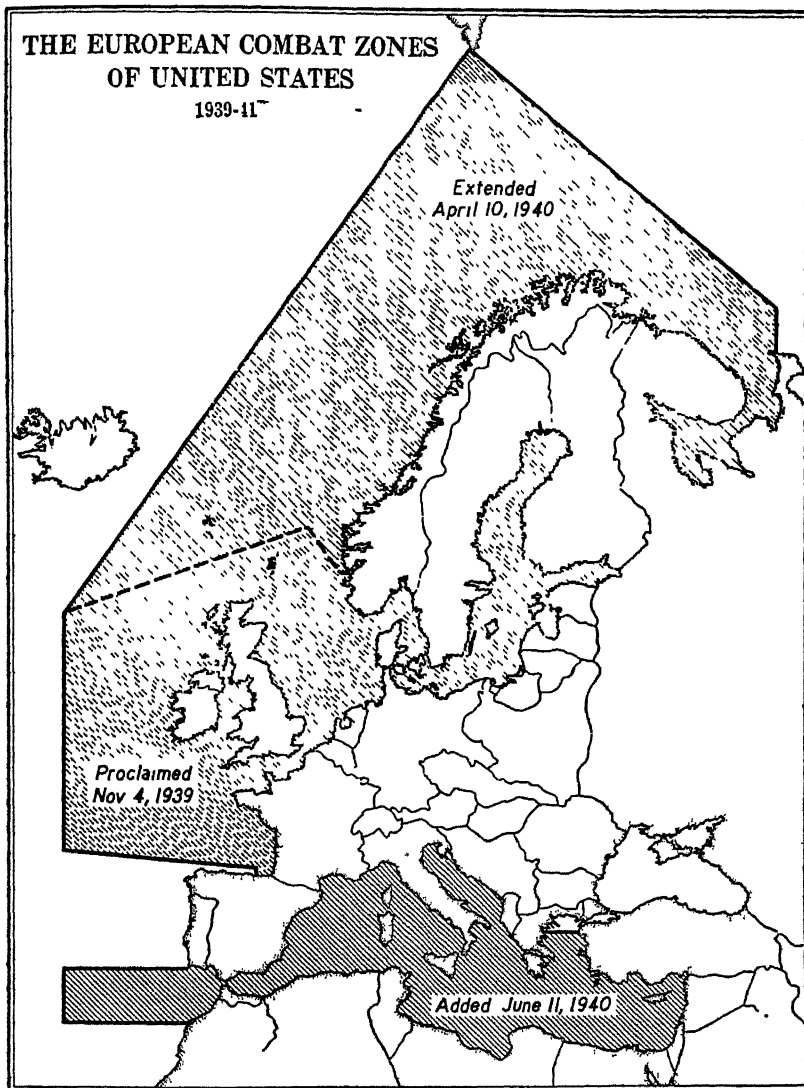 THE EUROPEAN COMBAT ZONES
OF UNITED STATES
1939-41
Extended
April 10, 1940
Proclaimed
Nov 4, 1939
Added June 11, 1940